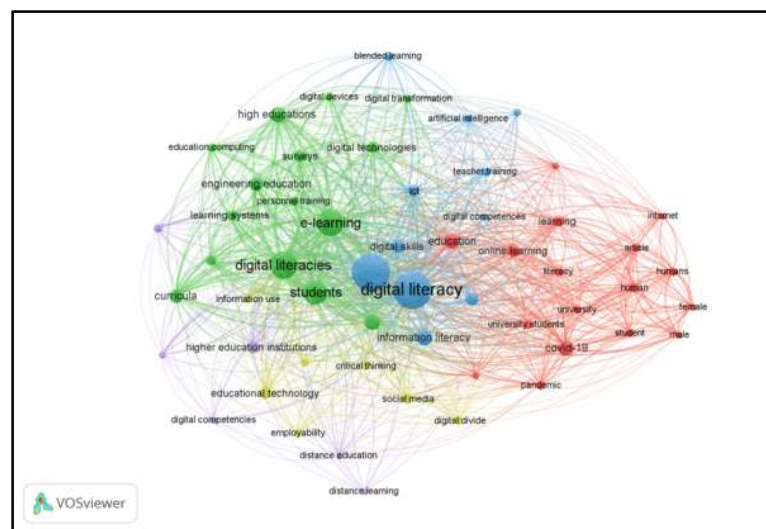 blended learning
digital devices
digital transformation
high educations
artificial intelligence
education computing
surveys
digital technologies
teacher training
engineering education
ict
personnel training
learning systems
e-learning
digital competences
learning
internet
digital skills
education
online learning
article
digital literacies
literacy
humans
students
digital literacy
human
curricula
information use
university
female
university students
student
male
information literacy
higher education institutions
covid-19
critical thinking
pandemic
educational technology
social media
digital competencies
employability
digital divide
distance education
distance learning
VOSviewer